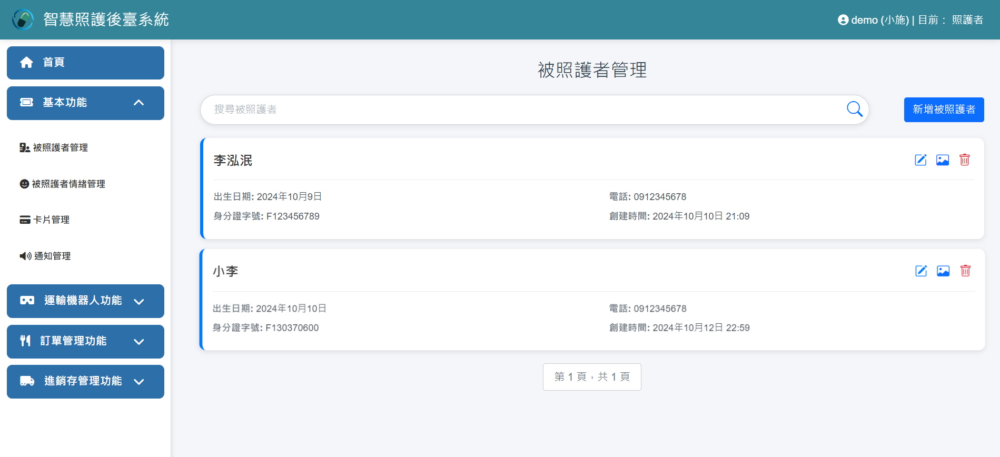 智慧照護後臺系統
demo (小施) | 目前： 照護者
首頁
基本功能
被照護者管理
被照護者情緒管理
卡片管理
通知管理
運輸機器人功能
訂單管理功能
進銷存管理功能
被照護者管理
搜尋被照護者
新增被照護者
李泓泯
出生日期: 2024年10月9日
電話: 0912345678
身分證字號: F123456789
創建時間: 2024年10月10日 21:09
小李
出生日期: 2024年10月10日
電話: 0912345678
身分證字號: F130370600
創建時間: 2024年10月12日 22:59
第 1 頁，共 1 頁